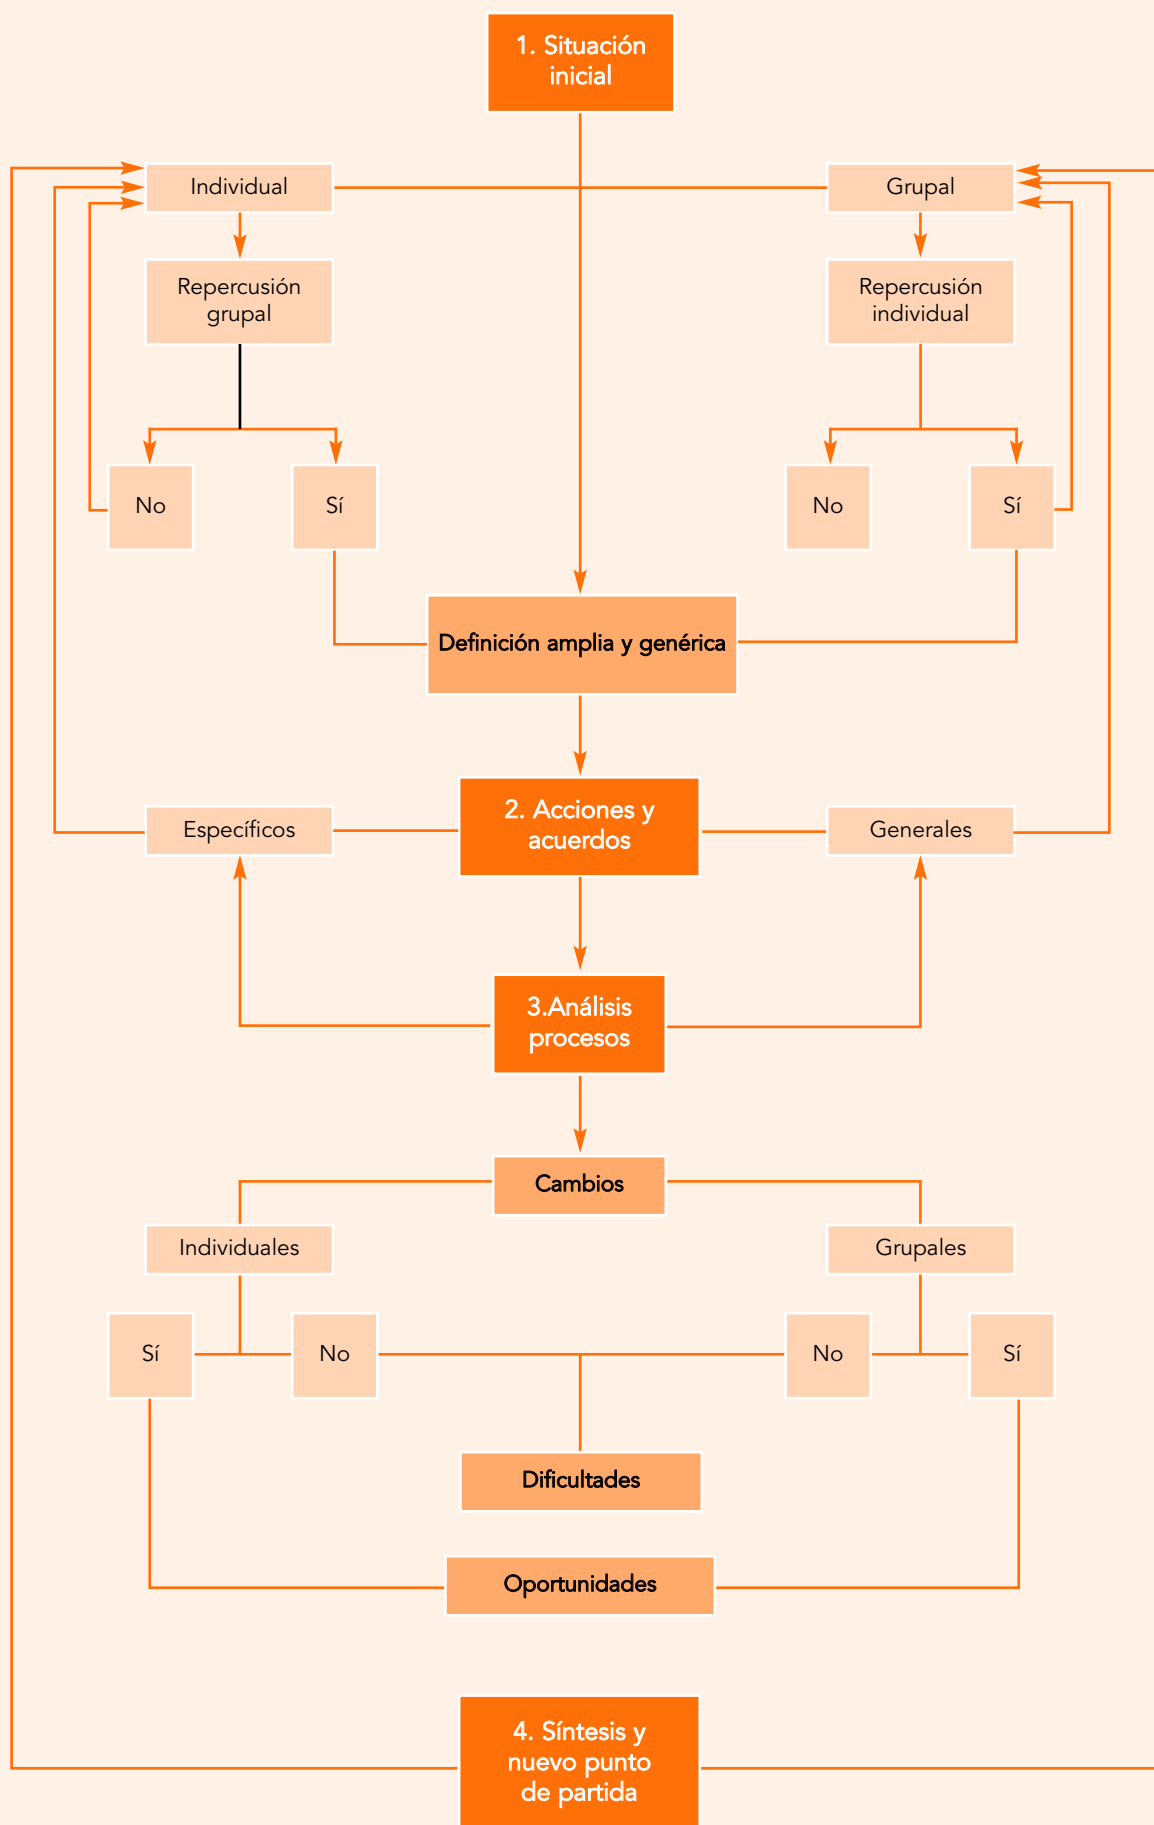 1. Situación
inicial
Individual
Grupal
Repercusión
grupal
Repercusión
individual
No
Sí
No
Sí
Definición amplia y genérica
2. Acciones y
acuerdos
Específicos
Generales
3.Análisis
procesos
Cambios
Individuales
Grupales
Sí
No
No
Sí
Dificultades
Oportunidades
4. Síntesis y
nuevo punto
de partida